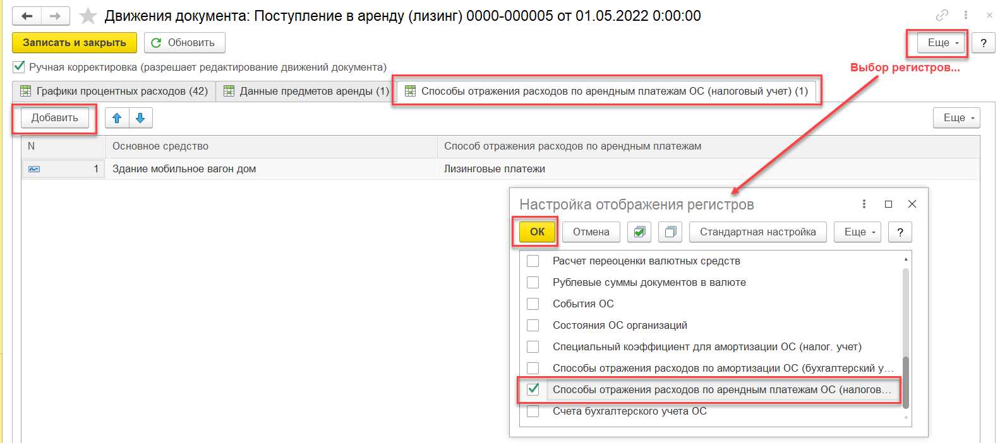 Движения документа: Поступление в аренду (лизинг) 0000-000005 от 01.05.2022 0:00:00
Записать и закрыть
Обновить
Еще
?
Ручная корректировка (разрешает редактирование движений документа)
Выбор регистров...
Графики процентных расходов (42)
Данные предметов аренды (1)
Способы отражения расходов по арендным платежам ОС (налоговый учет) (1)
Добавить
Еще
N
Основное средство
Способ отражения расходов по арендным платежам
1
Здание мобильное вагон дом
Лизинговые платежи
Настройка отображения регистров
ОК
Отмена
Стандартная настройка
Еще
?
Расчет переоценки валютных средств
Рублевые суммы документов в валюте
События ОС
Состояния ОС организаций
Специальный коэффициент для амортизации ОС (налог. учет)
Способы отражения расходов по амортизации ОС (бухгалтерский у...
Способы отражения расходов по арендным платежам ОС (налогов...
Счета бухгалтерского учета ОС